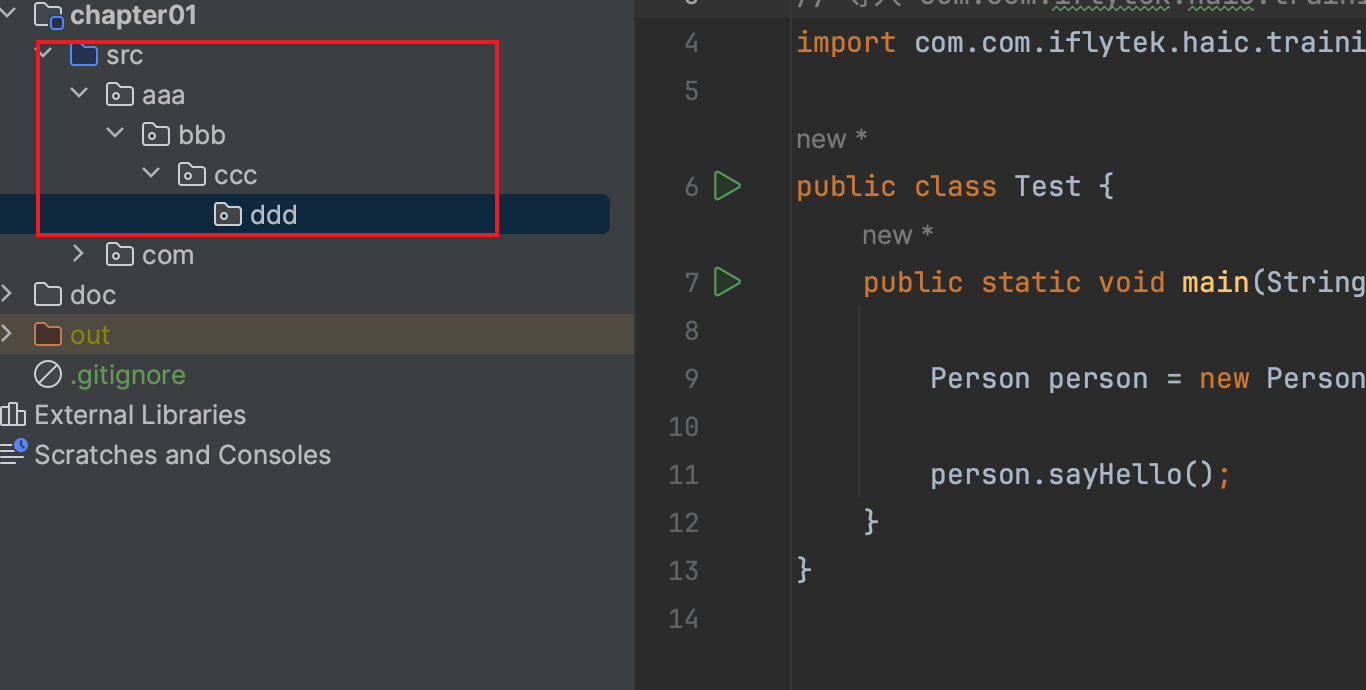 chapter01
src
aaa
bbb
ccc
ddd
com
doc
out
.gitignore
External Libraries
Scratches and Consoles
4 import com.com.iflytek.haic.traini
5
new *
6 public class Test {
new *
7 public static void main(String
8
9 Person person = new Person
10
11 person.sayHello();
12 }
13 }
14